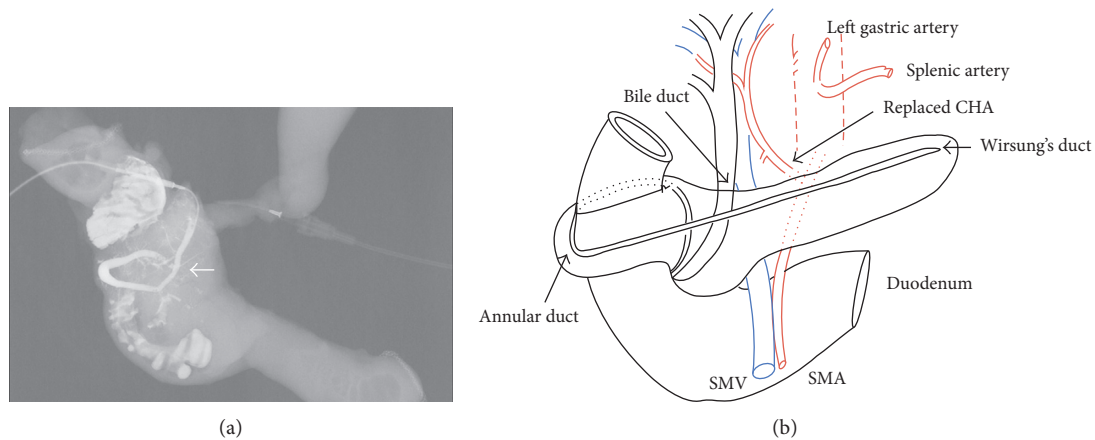 Left gastric artery
Splenic artery
Bile duct
Replaced CHA
Wirsung's duct
Duodenum
Annular duct
SMV
SMA
(a)
(b)